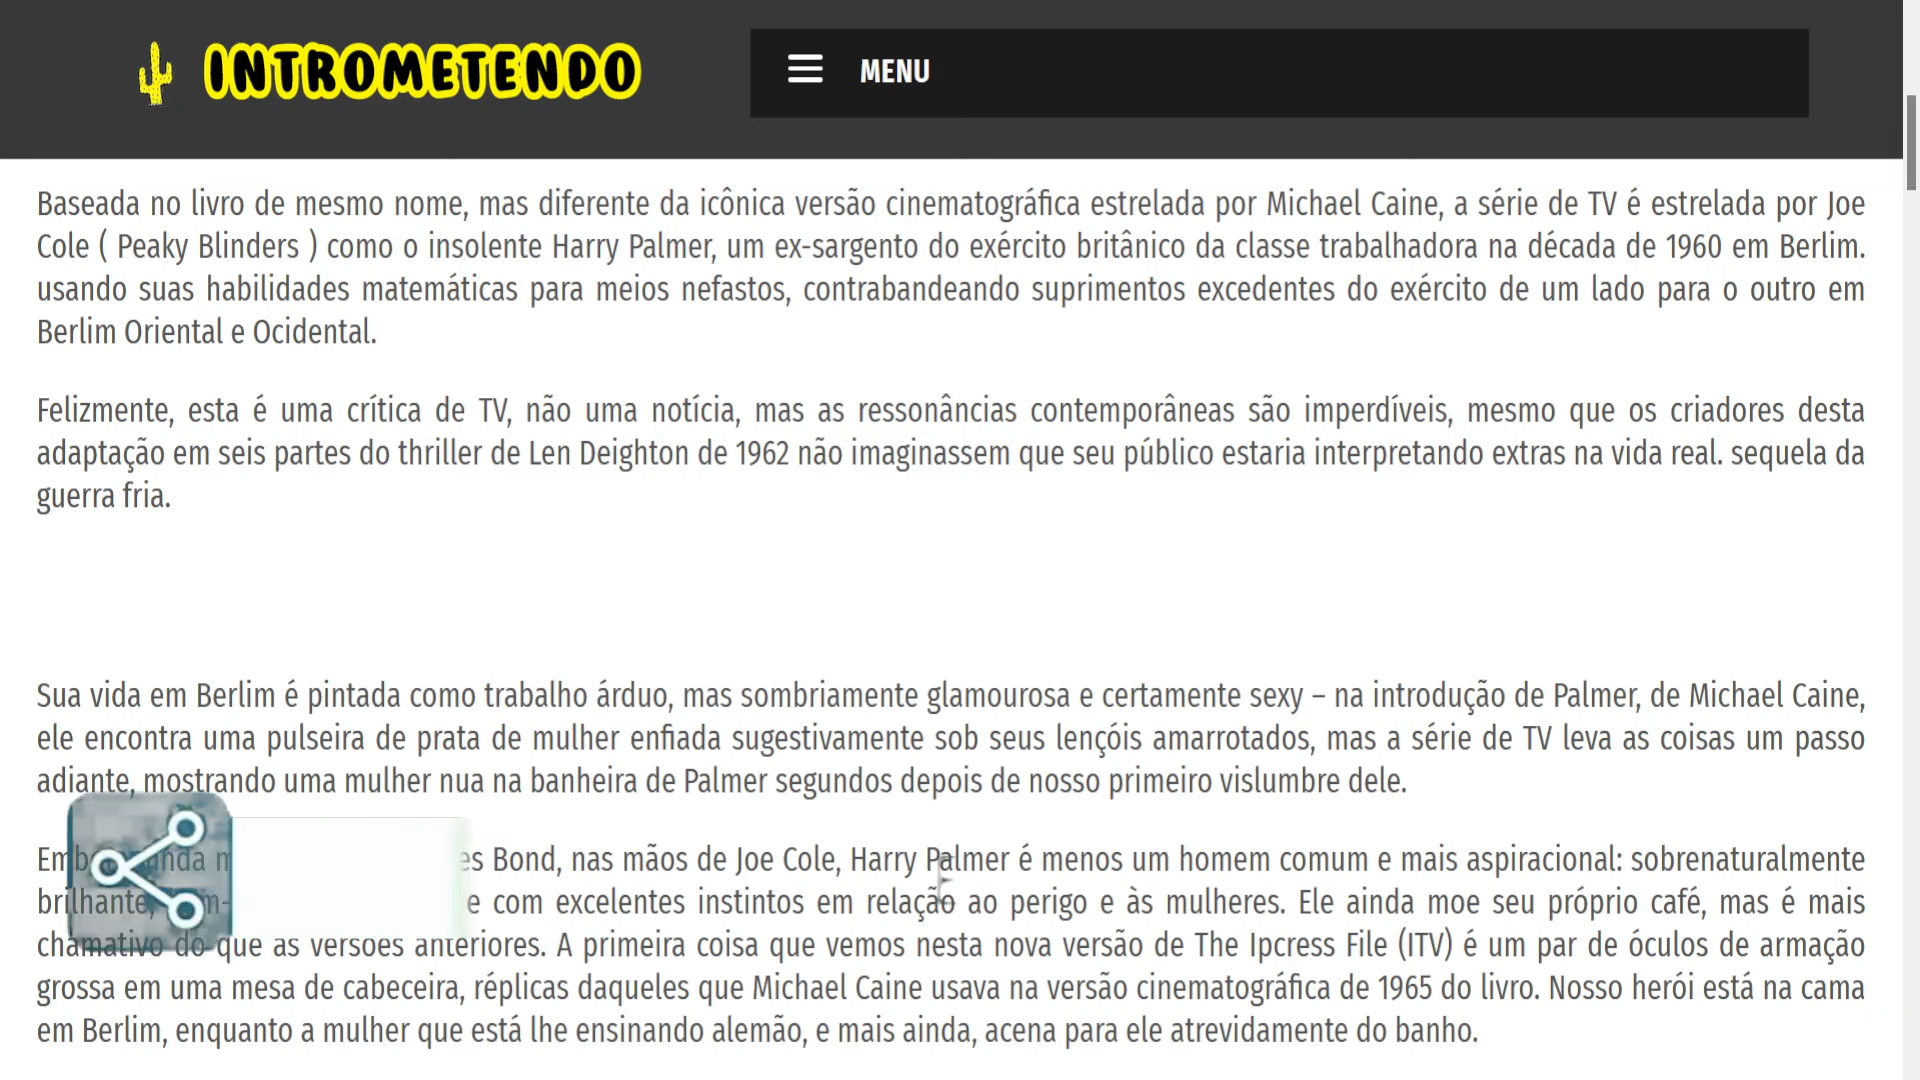 INTROMETENDO
MENU
Baseada no livro de mesmo nome, mas diferente da icônica versão cinematográfica estrelada por Michael Caine, a série de TV é estrelada por Joe
Cole ( Peaky Blinders ) como o insolente Harry Palmer, um ex-sargento do exército britânico da classe trabalhadora na década de 1960 em Berlim.
usando suas habilidades matemáticas para meios nefastos, contrabandeando suprimentos excedentes do exército de um lado para o outro em
Berlim Oriental e Ocidental.
Felizmente, esta é uma crítica de TV, não uma notícia, mas as ressonâncias contemporâneas são imperdíveis, mesmo que os criadores desta
adaptação em seis partes do thriller de Len Deighton de 1962 não imaginassem que seu público estaria interpretando extras na vida real. sequela da
guerra fria.
Sua vida em Berlim é pintada como trabalho árduo, mas sombriamente glamourosa e certamente sexy – na introdução de Palmer, de Michael Caine,
ele encontra uma pulseira de prata de mulher enfiada sugestivamente sob seus lençóis amarrotados, mas a série de TV leva as coisas um passo
adiante, mostrando uma mulher nua na banheira de Palmer segundos depois de nosso primeiro vislumbre dele.
Bond, nas mãos de Joe Cole, Harry Palmer é menos um homem comum e mais aspiracional: sobrenaturalmente
brilhante, e com excelentes instintos em relação ao perigo e às mulheres. Ele ainda moe seu próprio café, mas é mais
chamativo do que as versões anteriores. A primeira coisa que vemos nesta nova versão de The Ipcress File (ITV) é um par de óculos de armação
grossa em uma mesa de cabeceira, réplicas daqueles que Michael Caine usava na versão cinematográfica de 1965 do livro. Nosso herói está na cama
em Berlim, enquanto a mulher que está lhe ensinando alemão, e mais ainda, acena para ele atrevidamente do banho.